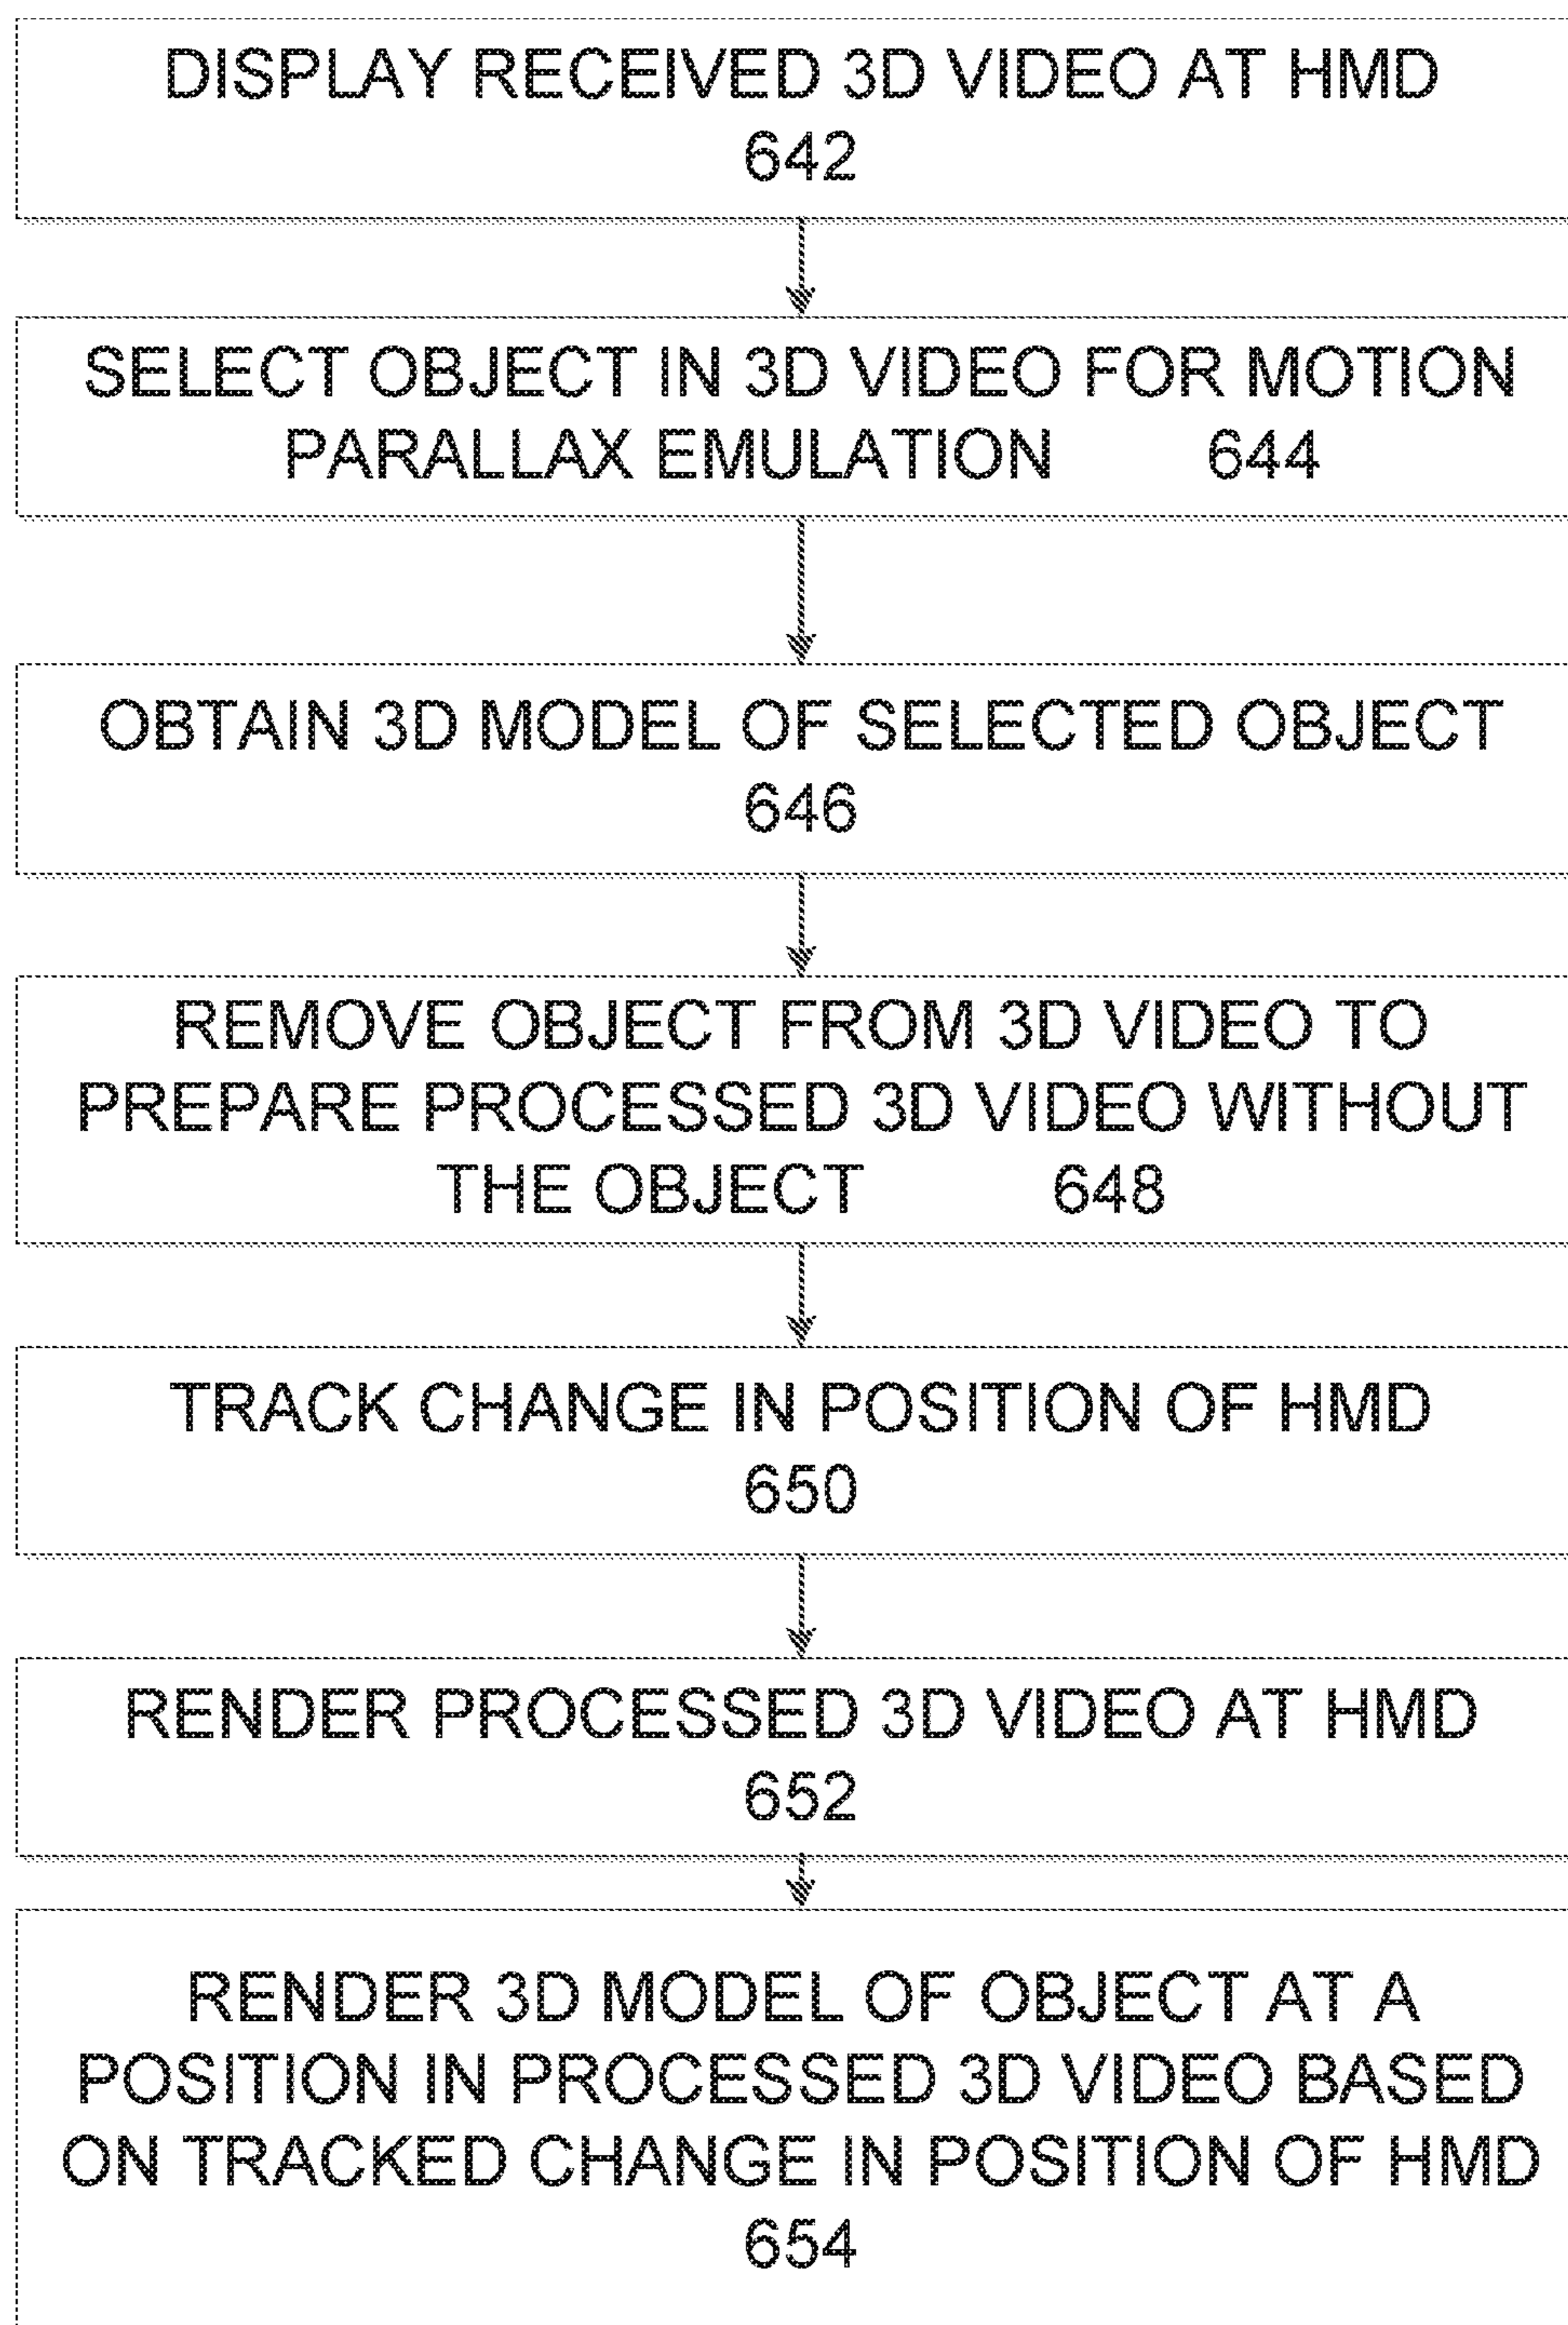 DISPLAY RECEIVED 3D VIDEO AT HMD
642
SELECT OBJECT IN 3D VIDEO FOR MOTION
PARALLAX EMULATION 644
OBTAIN 3D MODEL OF SELECTED OBJECT
646
REMOVE OBJECT FROM 3D VIDEO TO
PREPARE PROCESSED 3D VIDEO WITHOUT
THE OBJECT 648
TRACK CHANGE IN POSITION OF HMD
650
RENDER PROCESSED 3D VIDEO AT HMD
652
RENDER 3D MODEL OF OBJECT AT A
POSITION IN PROCESSED 3D VIDEO BASED
ON TRACKED CHANGE IN POSITION OF HMD
654